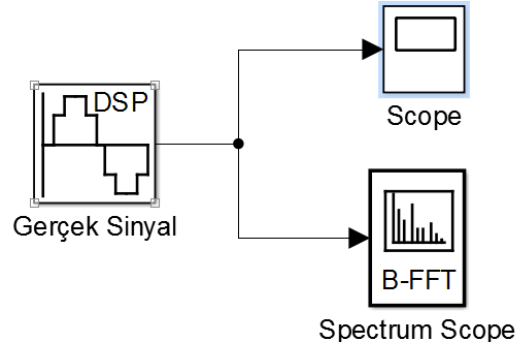 DSP
Gerçek Sinyal
Scope
B-FFT
Spectrum Scope